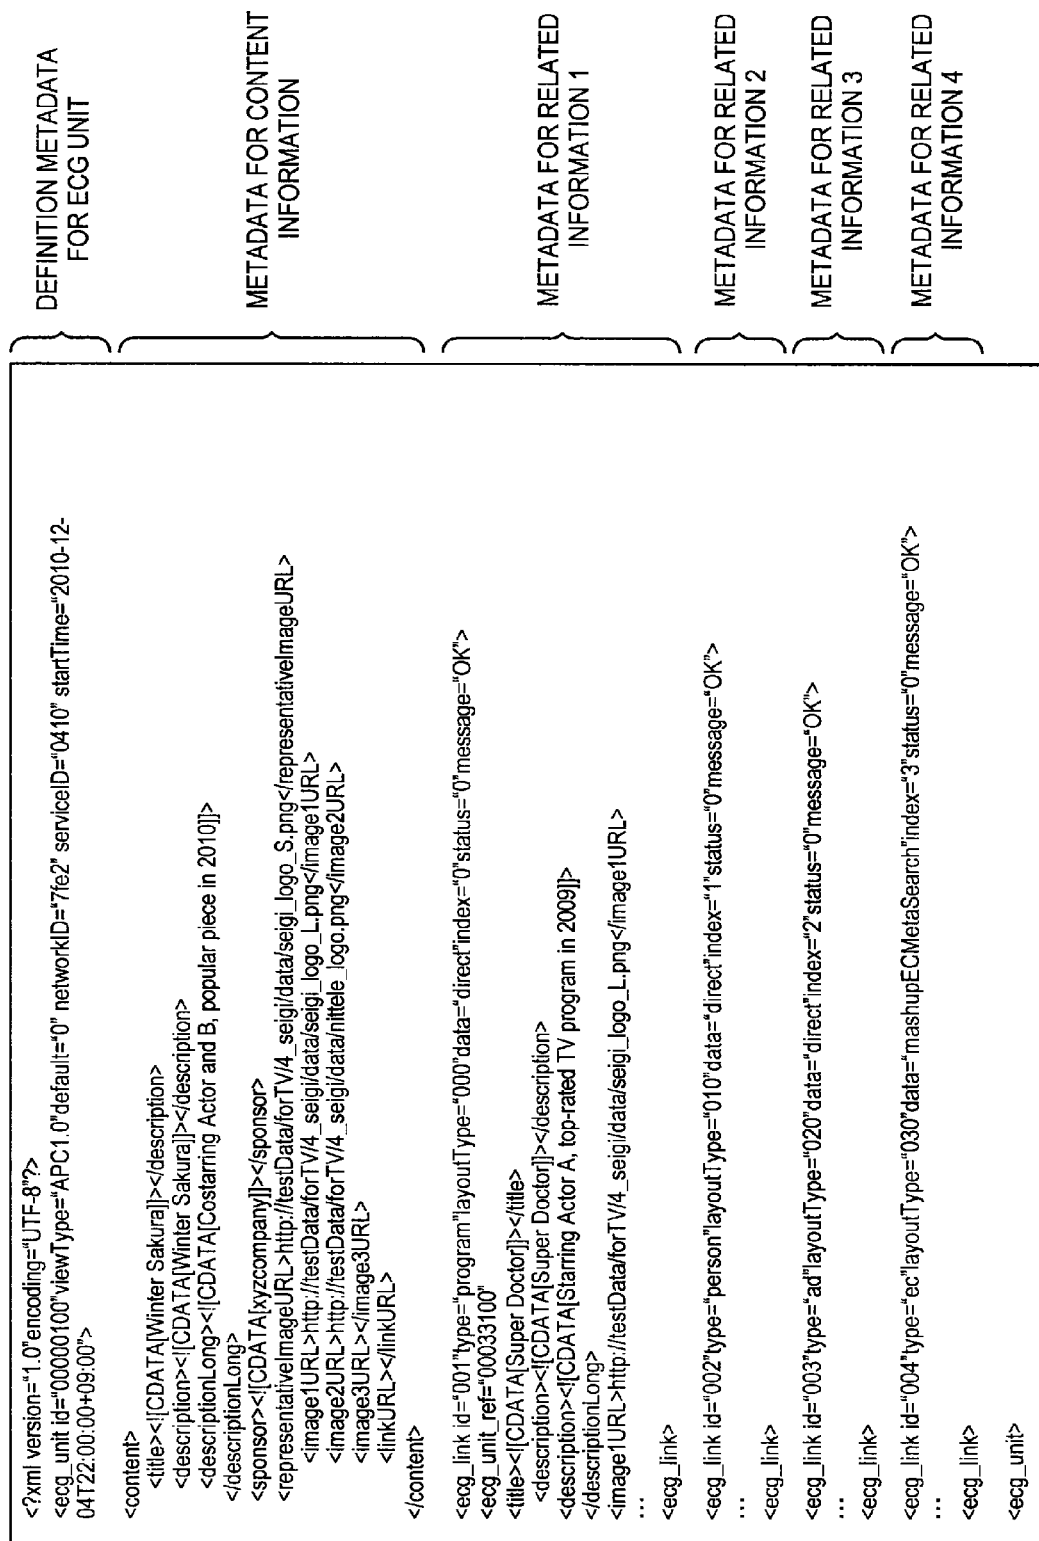 <?xml version="1.0"encoding="UTF-8"?>
<ecg_unit id="00000100"viewType="APC1.0"default="0" networkID="7fe2" serviceID="0410" startTime="2010-12-
04T22:00:00+09:00">
DEFINITION METADATA
FOR ECG UNIT
<content>
<title><![CDATA[Winter Sakura]]></description>
<description><![CDATA[Winter Sakura]]></description>
<descriptionLong><![CDATA[Costarring Actor and B, popular piece in 2010]]>
</descriptionLong>
<sponsor><![CDATA[xyzcompany]]></sponsor>
<representativeImageURL>http://testData/forTV/4_seigi/data/seigi_logo_S.png</representativeImageURL>
<image1URL>http://testData/forTV/4_seigi/data/seigi_logo_L.png</image1URL>
<image2URL>http://testData/forTV/4_seigi/data/nittele_logo.png</image2URL>
<image3URL></image3URL>
<linkURL></linkURL>
</content>
METADATA FOR CONTENT
INFORMATION
<ecg_link id="001"type="program"layoutType="000"data="direct"index="0"status="0"message="OK">
<ecg_unit_ref="00033100"
<title><![CDATA[Super Doctor]]></title>
<description><![CDATA[Super Doctor]]></description>
<description><![CDATA[Starring Actor A, top-rated TV program in 2009]]>
</descriptionLong>
<image1URL>http://testData/forTV/4_seigi/data/seigi_logo_L.png</image1URL>
…
<ecg_link>
METADATA FOR RELATED
INFORMATION 1
<ecg_link id="002"type="person"layoutType="010"data="direct"index="1"status="0"message="OK">
…
<ecg_link>
METADATA FOR RELATED
INFORMATION 2
<ecg_link id="003"type="ad"layoutType="020"data="direct"index="2"status="0"message="OK">
…
<ecg_link>
METADATA FOR RELATED
INFORMATION 3
<ecg_link id="004"type="ec"layoutType="030"data="mashupECMetaSearch"index="3"status="0"message="OK">
…
<ecg_link>
METADATA FOR RELATED
INFORMATION 4
<ecg_unit>